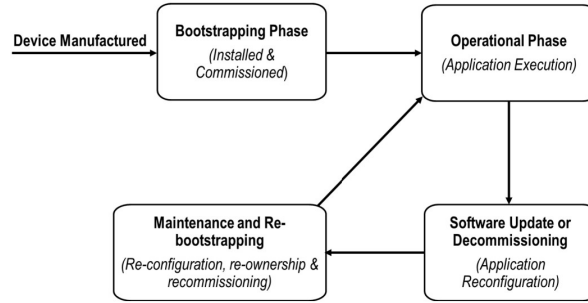 Device Manufactured
Bootstrapping Phase
(Installed &
Commissioned)
Operational Phase
(Application Execution)
Maintenance and Re-
bootstrapping
(Re-configuration, re-ownership &
recommissioning)
Software Update or
Decommissioning
(Application
Reconfiguration)